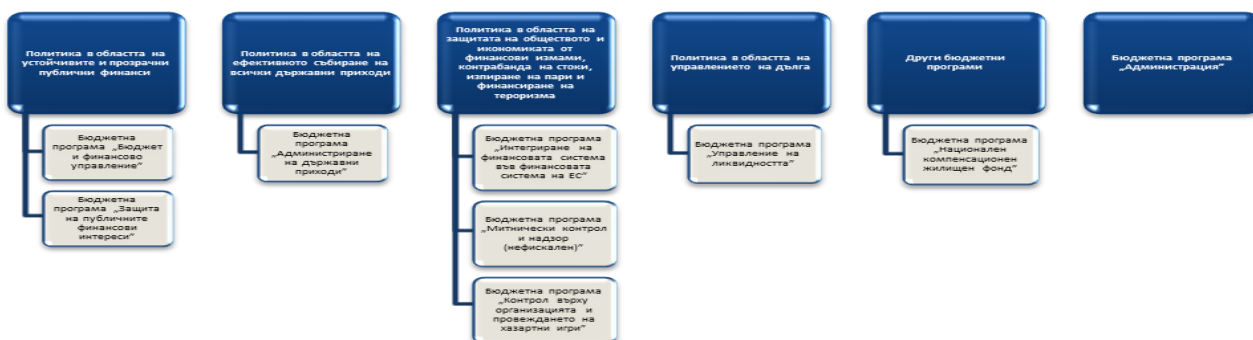 Политика в областта на
устойчивите и прозрачни
публични финанси
Бюджетна
програма „Бюджет
и финансово
управление“
Бюджетна
програма „Защита
на публичните
финансови
интереси“
Политика в областта на
ефективното събиране на
всички държавни приходи
Бюджетна
програма
„Администриране
на държавни
приходи“
Политика в областта на
защитата на обществото и
икономиката от
финансови измами,
контрабанда на стоки,
изпиране на пари и
финансиране на
тероризма
Бюджетна програма
„Интегриране на
финансовата система
във финансовата
система на ЕС“
Бюджетна програма
„Митнически контрол
и надзор
(нефискален)“
Бюджетна програма
„Контрол върху
организацията и
провеждането на
хазартни игри“
Политика в областта на
управлението на дълга
Бюджетна програма
„Управление на
ликвидността“
Други бюджетни
програми
Бюджетна програма
„Национален
компенсационен
жилищен фонд“
Бюджетна програма
„Администрация“